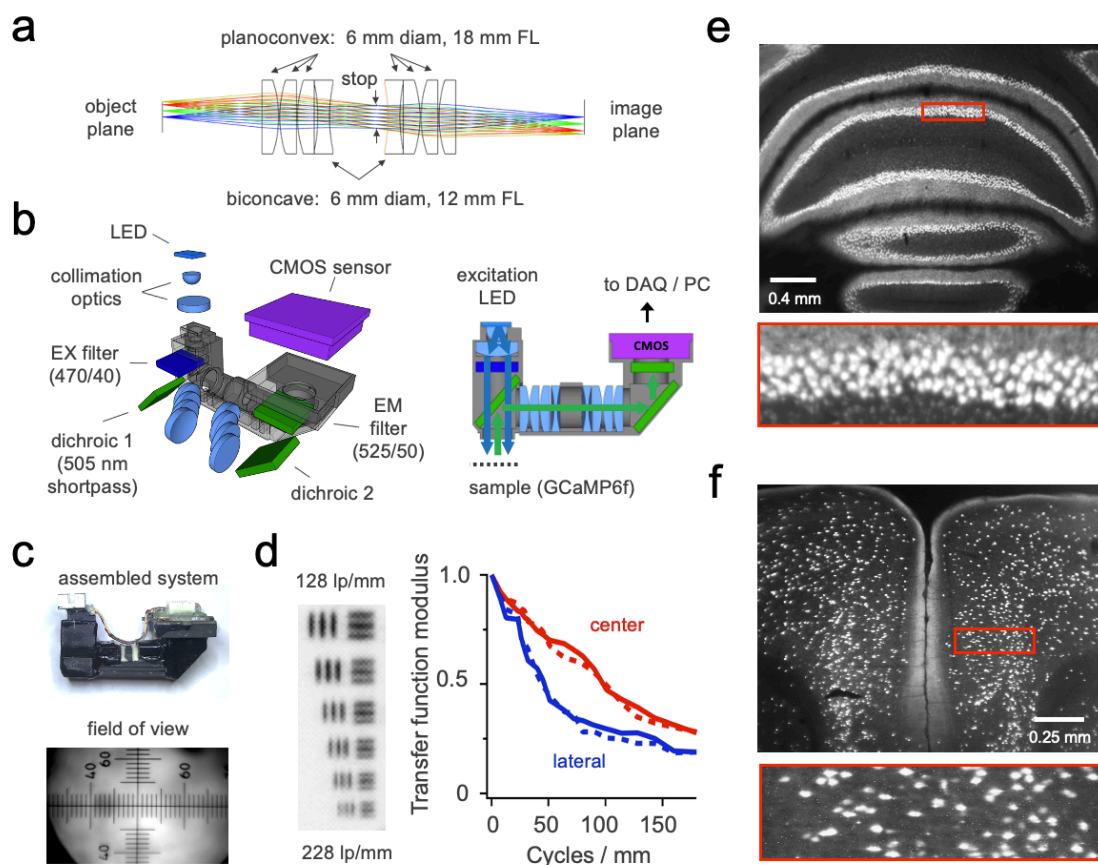 a
planoconvex: 6 mm diam, 18 mm FL
stop
object
plane
image
plane
biconcave: 6 mm diam, 12 mm FL
b
LED
collimation
optics
CMOS sensor
EX filter
(470/40)
dichroic 1
(505 nm
shortpass)
EM
filter
(525/50)
dichroic 2
excitation
LED
to DAQ / PC
CMOS
sample (GCaMP6f)
c
assembled system
field of view
40
60
60
40
d
128 lp/mm
228 lp/mm
Transfer function modulus
1.0
0.5
0
center
lateral
0
50
100
150
Cycles / mm
e
0.4 mm
f
0.25 mm